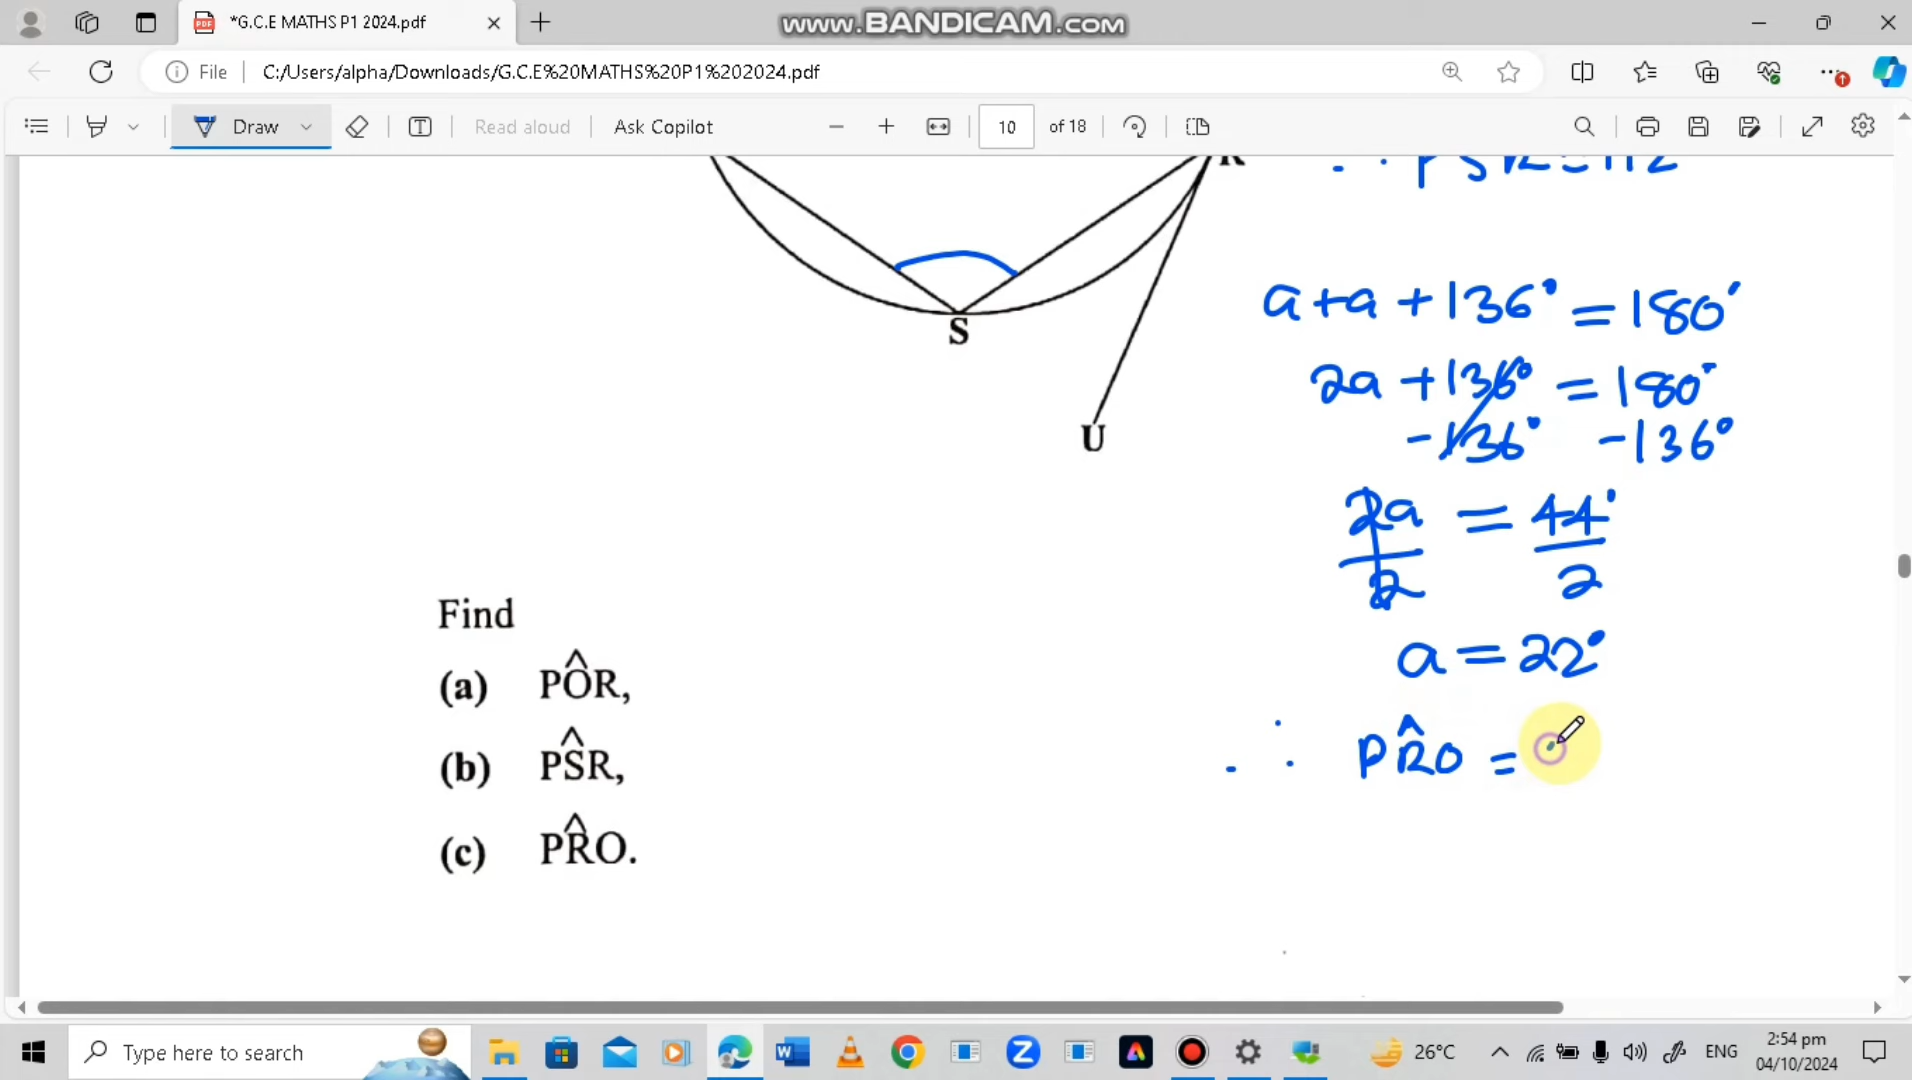 *G.C.E MATHS P1 2024.pdf
www.BANDICAM.com
File
C:/Users/alpha/Downloads/G.C.E%20MATHS%20P1%202024.pdf
Draw
Read aloud
Ask Copilot
10 of 18
R
∴ PSR = 112
S
U
a + a + 136° = 180°
2a + 136° = 180°
-136° -136°
2a = 44°
2 2
a = 22°
∴ PR̂O =
Find
(a) PÔR,
(b) PŜR,
(c) PR̂O.
Type here to search
26°C
ENG
2:54 pm
04/10/2024